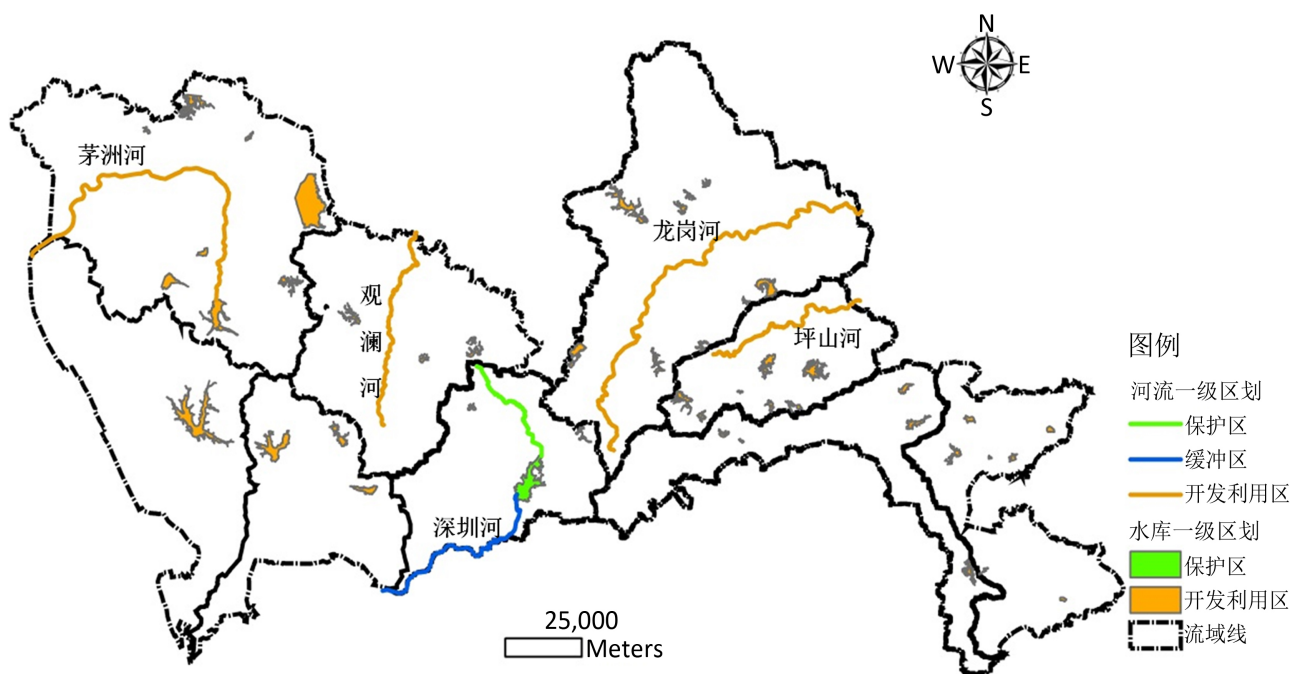 N
W
E
S
茅洲河
龙岗河
观
澜
河
坪山河
深圳河
25,000
Meters
图例
河流一级区划
保护区
缓冲区
开发利用区
水库一级区划
保护区
开发利用区
流域线